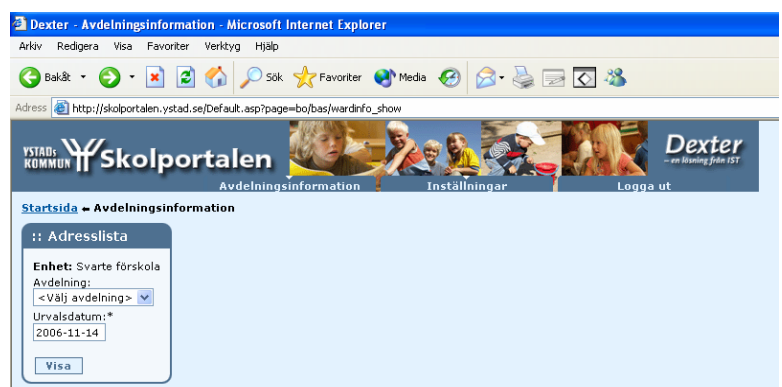 Dexter - Avdelningsinformation - Microsoft Internet Explorer
Arkiv Redigera Visa Favoriter Verktyg Hjälp
Bakåt Sök Favoriter Media
Adress http://skolportalen.ystad.se/Default.asp?page=bo/bas/wardinfo_show
YSTADS KOMMUN Skolportalen Dexter
– en lösning från IST
Avdelningsinformation Inställningar Logga ut
Startsida Avdelningsinformation
:: Adresslista
Enhet: Svarte förskola
Avdelning:
<Välj avdelning>
Urvalsdatum:*
2006-11-14
Visa